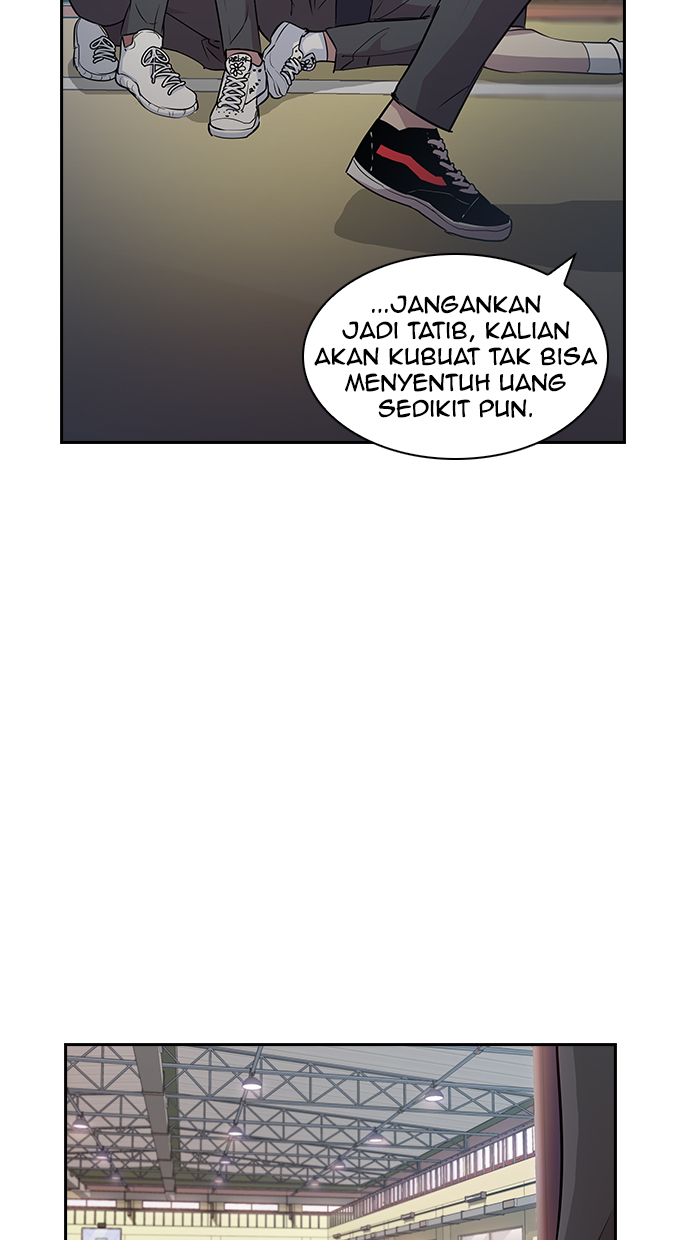 ...JANGANKAN
JADI TATIB, KALIAN
AKAN KUBUAT TAK BISA
MENYENTUH UANG
SEDIKIT PUN.